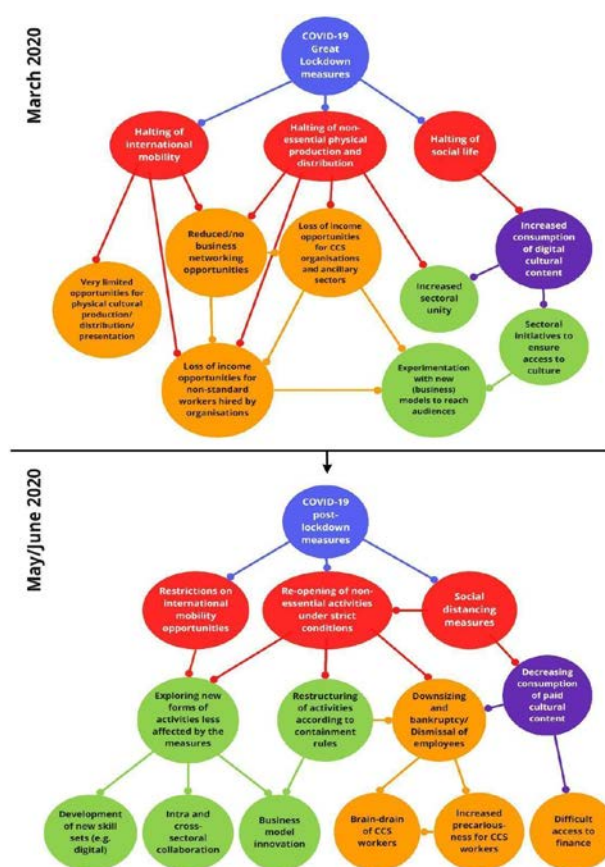 March 2020
COVID-19
Great
Lockdown
measures
Halting of
international
mobility
Halting of non-
essential physical
production and
distribution
Halting of
social life
Reduced/no
business
networking
opportunities
Loss of income
opportunities
for CCS
organisations
and ancillary
sectors
Increased
consumption
of digital
cultural
content
Very limited
opportunities for
physical cultural
production/
distribution/
presentation
Increased
sectoral
unity
Sectoral
initiatives to
ensure
access to
culture
Loss of income
opportunities for
non-standard
workers hired by
organisations
Experimentation
with new
(business)
models to reach
audiences
May/June 2020
COVID-19
post-
lockdown
measures
Restrictions on
international
mobility
opportunities
Re-opening of non-
essential activities
under strict
conditions
Social
distancing
measures
Exploring new
forms of
activities less
affected by the
measures
Restructuring
of activities
according to
containment
rules
Downsizing
and
bankruptcy/
Dismissal of
employees
Decreasing
consumption
of paid
cultural
content
Development
of new skill
sets (e.g.
digital)
Intra and
cross-
sectoral
collaboration
Business
model
innovation
Brain-drain
of CCS
workers
Increased
precarious-
ness for CCS
workers
Difficult
access to
finance